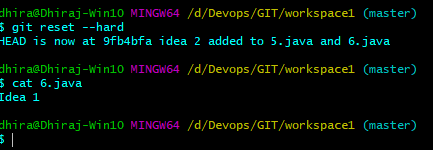 dhira@Dhiraj-Win10 MINGW64 /d/Devops/GIT/workspace1 (master)
$ git reset --hard
HEAD is now at 9fb4bfa idea 2 added to 5.java and 6.java
dhira@Dhiraj-Win10 MINGW64 /d/Devops/GIT/workspace1 (master)
$ cat 6.java
Idea 1
dhira@Dhiraj-Win10 MINGW64 /d/Devops/GIT/workspace1 (master)
$